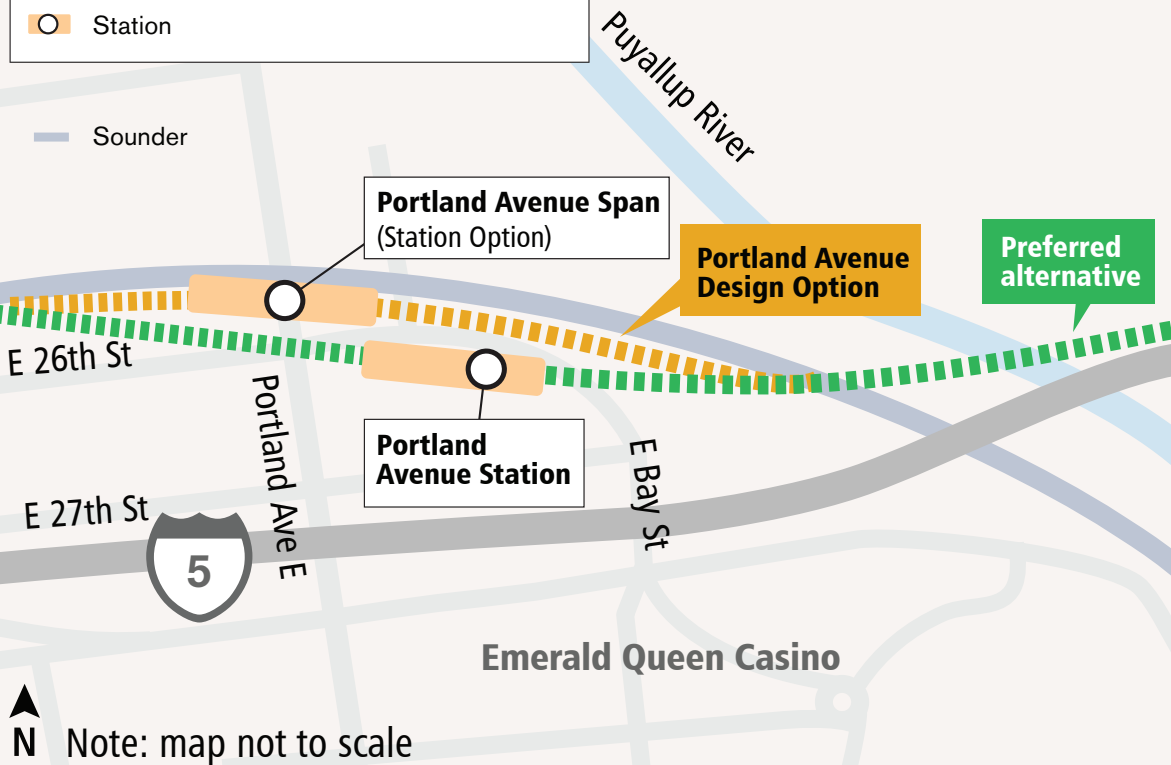 Station
Sounder
Puyallup River
Portland Avenue Span
(Station Option)
Portland Avenue
Design Option
Preferred
alternative
E 26th St
Portland Ave E
Portland
Avenue Station
E Bay St
E 27th St
5
Emerald Queen Casino
N
Note: map not to scale